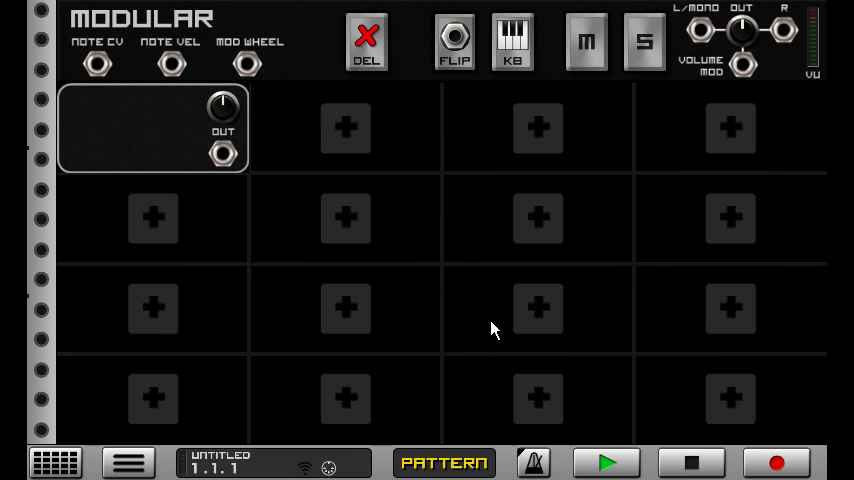 MODULAR
NOTE CV NOTE VEL MOD WHEEL
DEL
FLIP
KB
M
S
L/MONO OUT R
VOLUME
MOD
VU
OUT
UNTITLED
1.1.1
PATTERN